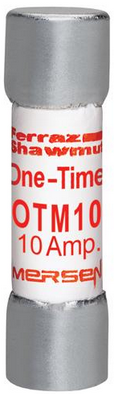 Ferraz
Shawmut
One-Time
OTM10
10 Amp.
MERSEN